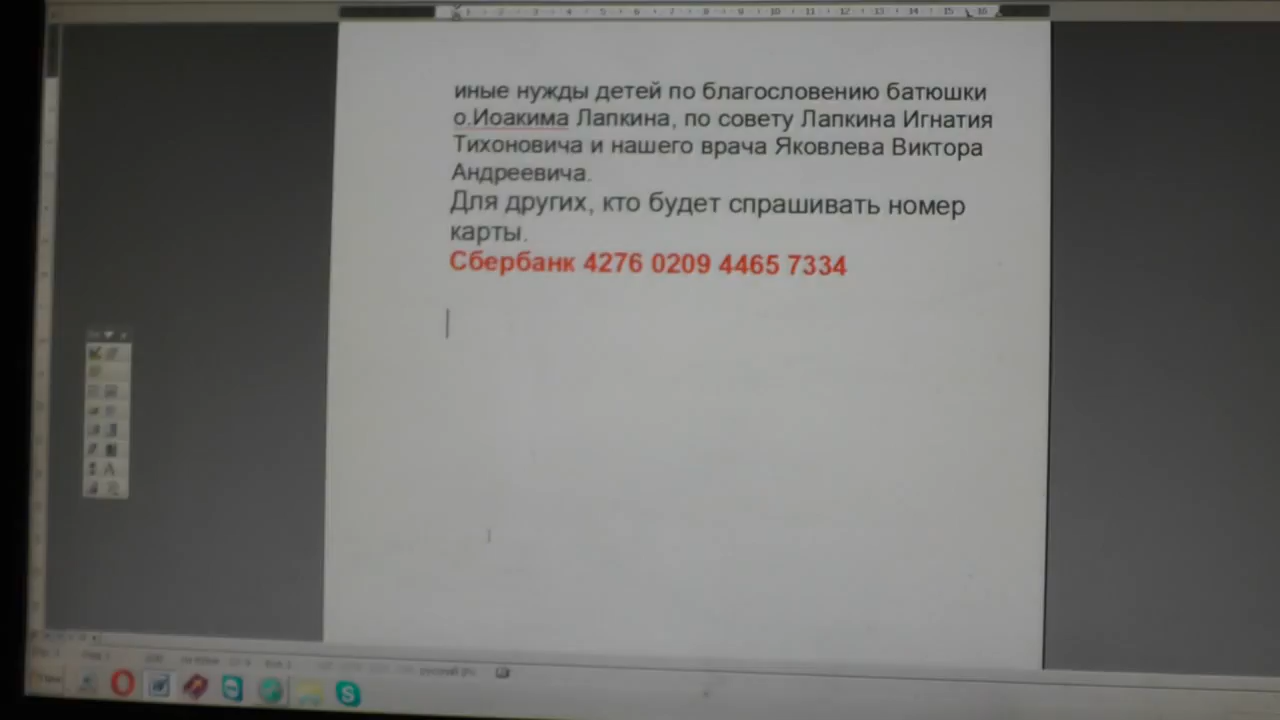 иные нужды детей по благословению батюшки
о.Иоакима Лапкина, по совету Лапкина Игнатия
Тихоновича и нашего врача Яковлева Виктора
Андреевича.
Для других, кто будет спрашивать номер
карты.
Сбербанк 4276 0209 4465 7334